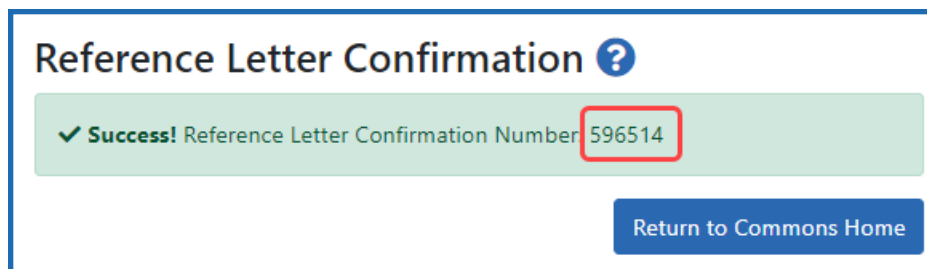 Reference Letter Confirmation ?
✔ Success! Reference Letter Confirmation Number: 596514
Return to Commons Home